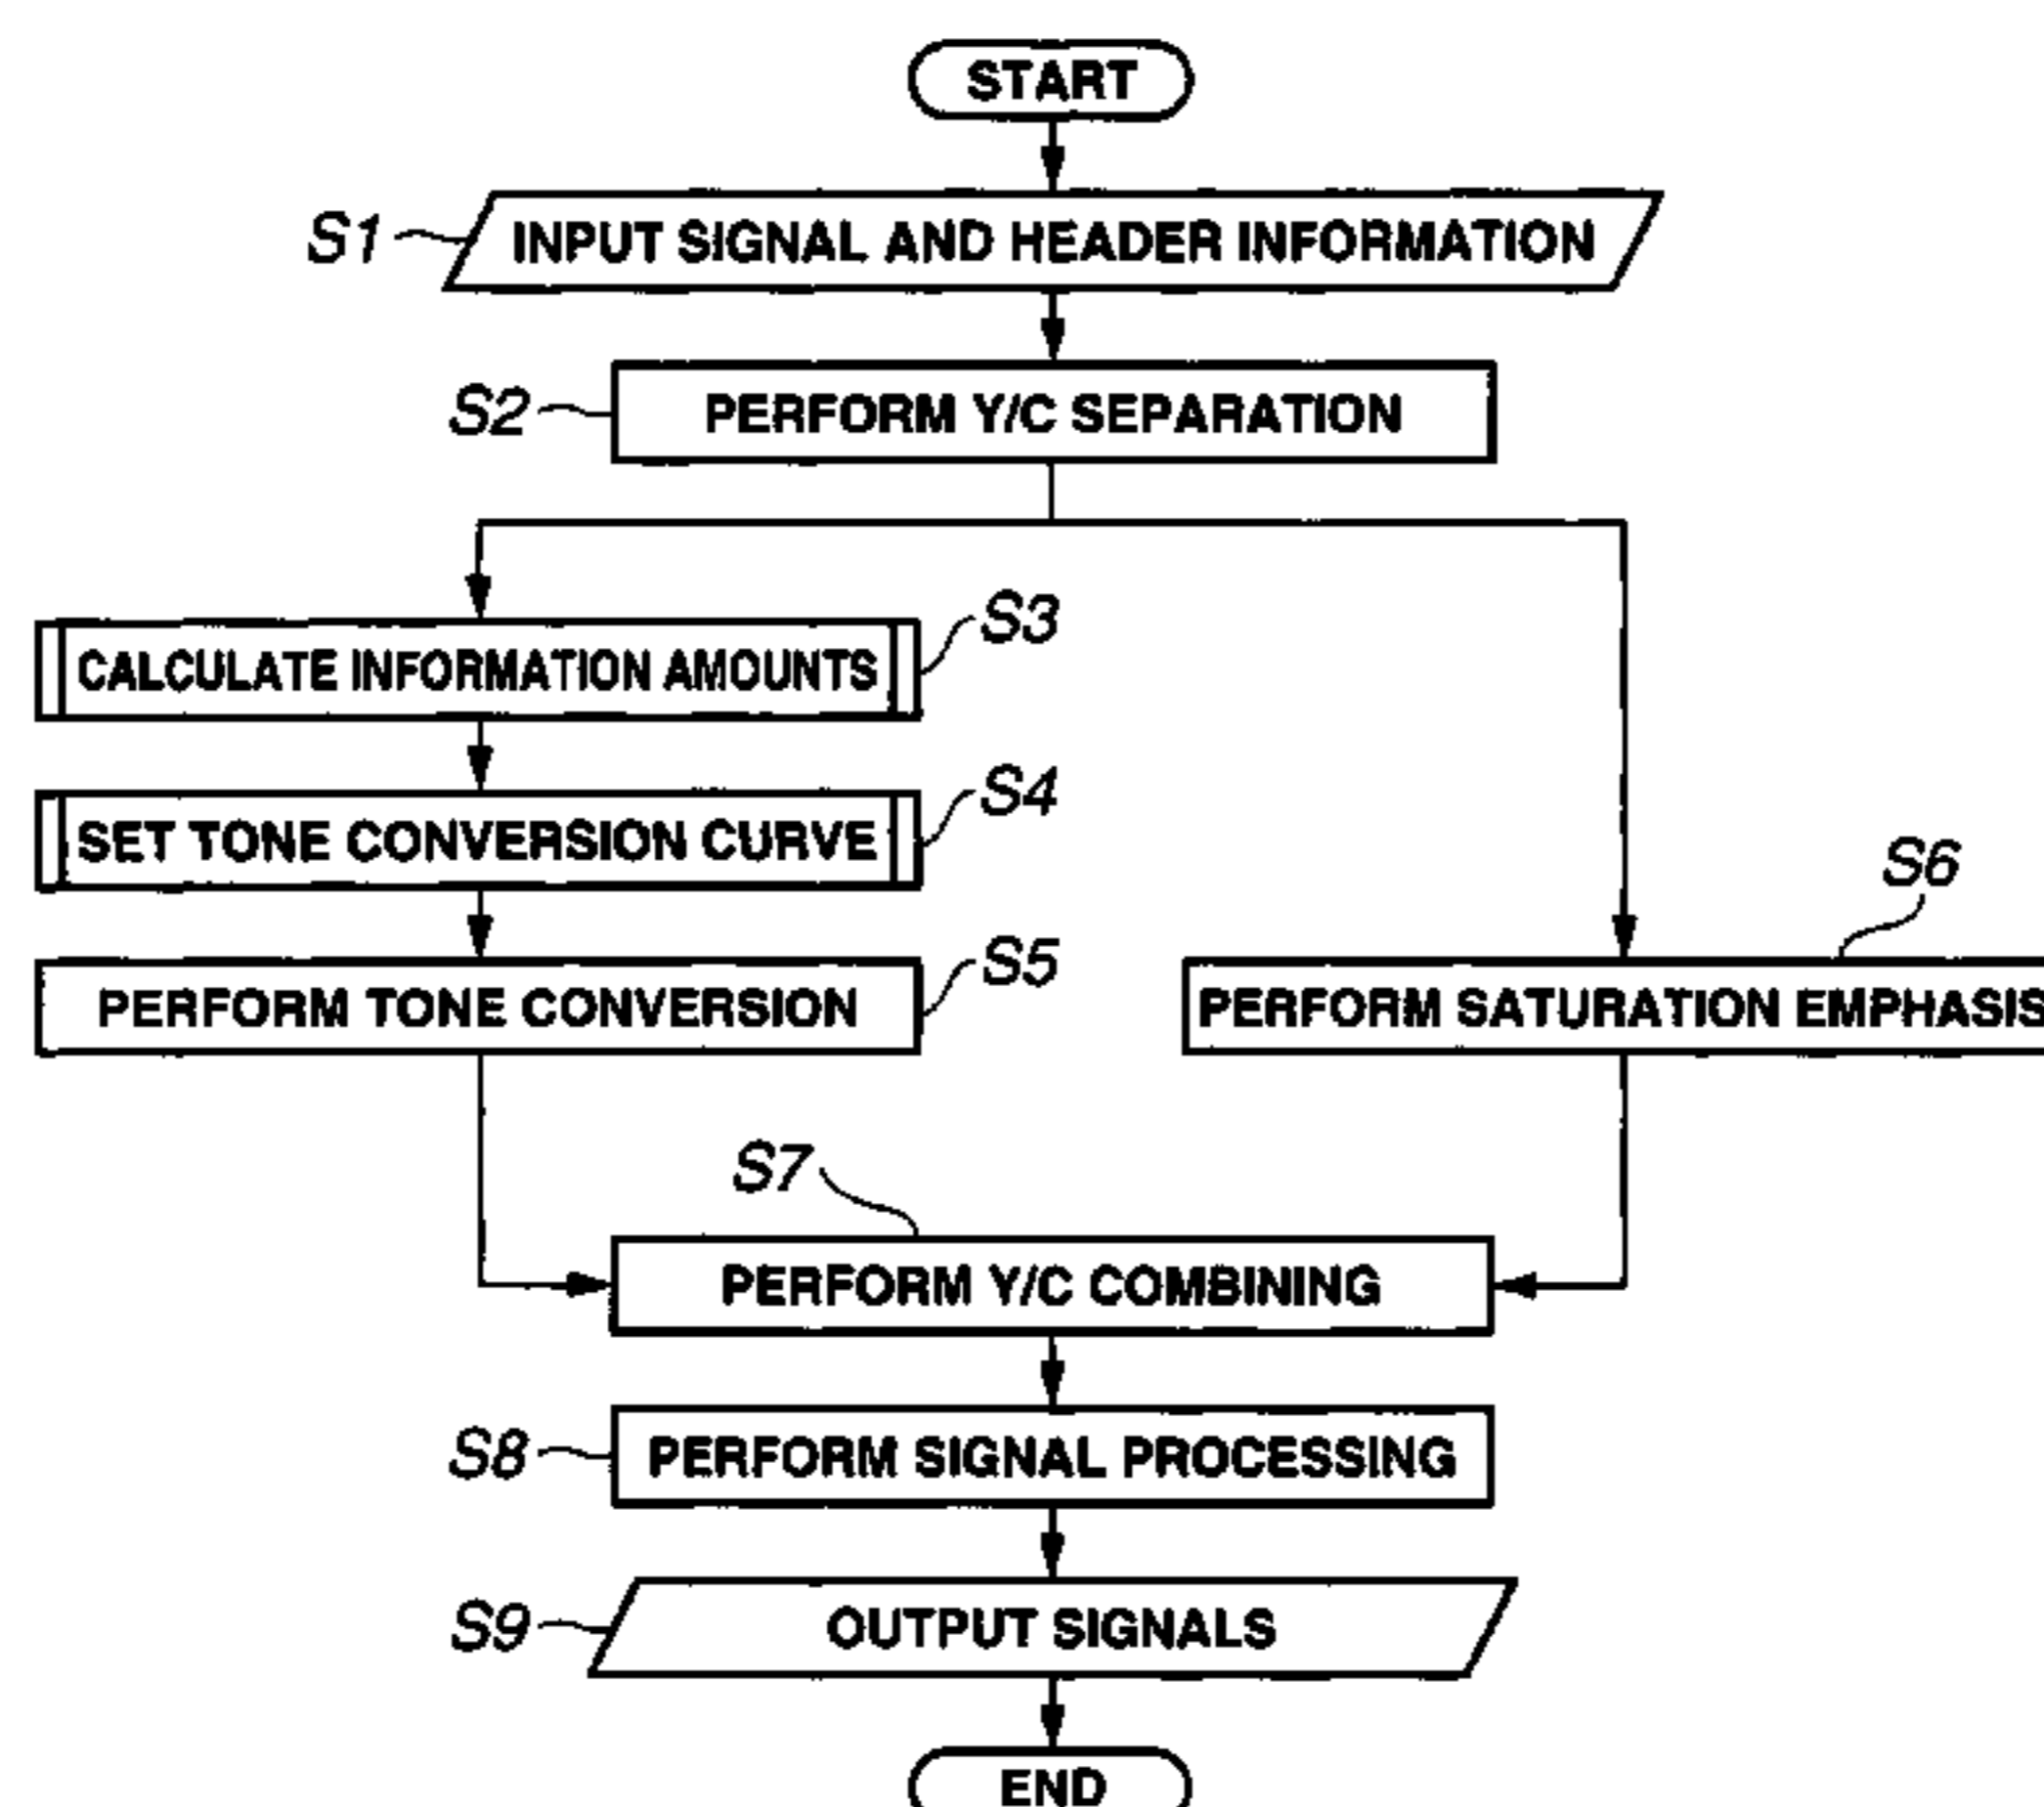 START
S1
INPUT SIGNAL AND HEADER INFORMATION
S2
PERFORM Y/C SEPARATION
S3
CALCULATE INFORMATION AMOUNTS
S4
SET TONE CONVERSION CURVE
S5
PERFORM TONE CONVERSION
S6
PERFORM SATURATION EMPHASIS
S7
PERFORM Y/C COMBINING
S8
PERFORM SIGNAL PROCESSING
S9
OUTPUT SIGNALS
END